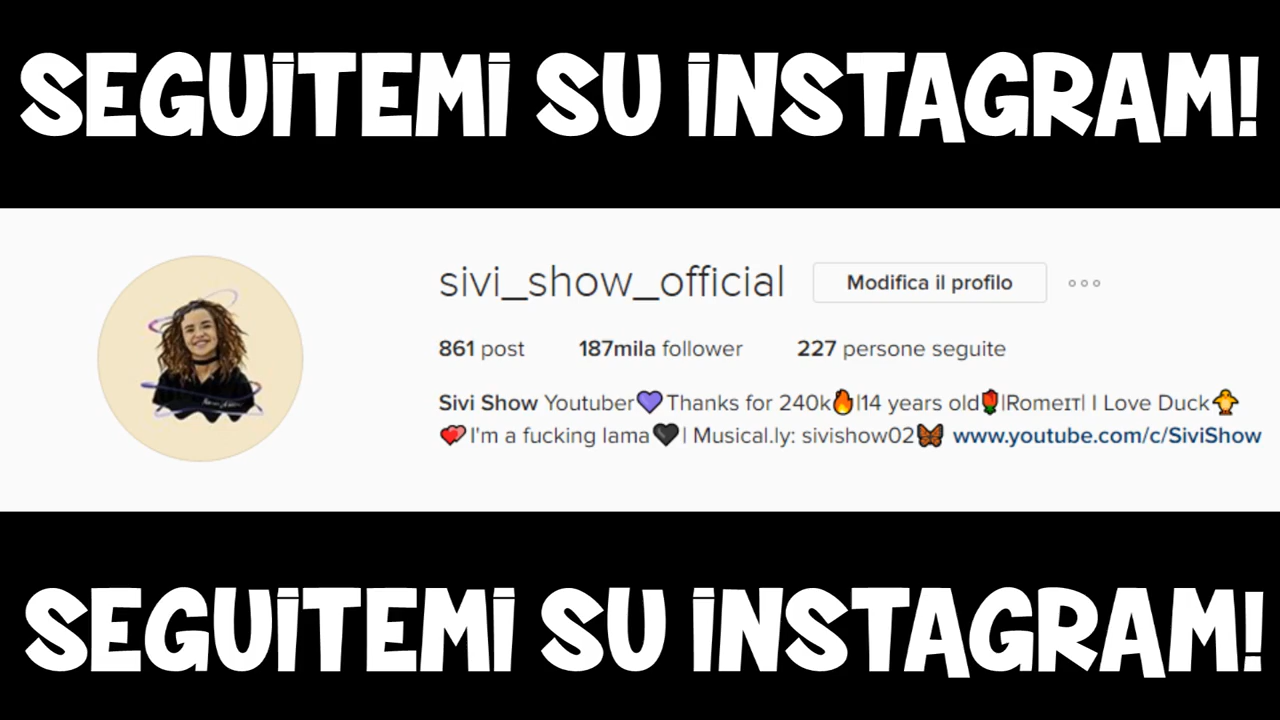 SEGUITEMI SU INSTAGRAM!
sivi_show_official Modifica il profilo
861 post 187mila follower 227 persone seguite
Sivi Show Youtuber💜Thanks for 240k🔥|14 years old🌹|Romeɪᴛ| I Love Duck🐥
💕I'm a fucking lama🖤| Musical.ly: sivishow02🦋 www.youtube.com/c/SiviShow
SEGUITEMI SU INSTAGRAM!